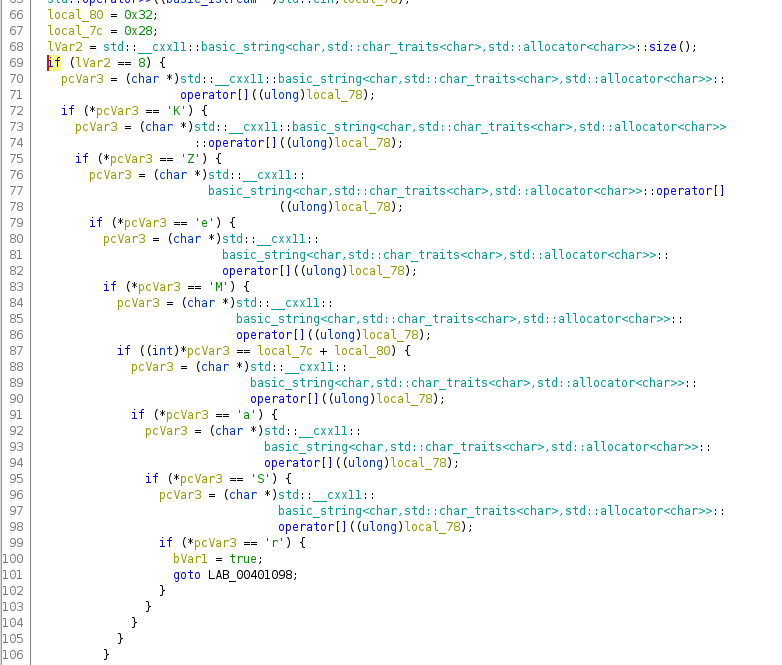 66 local_80 = 0x32;
67 local_7c = 0x28;
68 lVar2 = std::__cxx11::basic_string<char,std::char_traits<char>,std::allocator<char>>::size();
69 if (lVar2 == 8) {
70 pcVar3 = (char *)std::__cxx11::basic_string<char,std::char_traits<char>,std::allocator<char>>::
71 operator[]((ulong)local_78);
72 if (*pcVar3 == 'K') {
73 pcVar3 = (char *)std::__cxx11::basic_string<char,std::char_traits<char>,std::allocator<char>>
74 ::operator[]((ulong)local_78);
75 if (*pcVar3 == 'Z') {
76 pcVar3 = (char *)std::__cxx11::
77 basic_string<char,std::char_traits<char>,std::allocator<char>>::operator[]
78 ((ulong)local_78);
79 if (*pcVar3 == 'e') {
80 pcVar3 = (char *)std::__cxx11::
81 basic_string<char,std::char_traits<char>,std::allocator<char>>::
82 operator[]((ulong)local_78);
83 if (*pcVar3 == 'M') {
84 pcVar3 = (char *)std::__cxx11::
85 basic_string<char,std::char_traits<char>,std::allocator<char>>::
86 operator[]((ulong)local_78);
87 if ((int)*pcVar3 == local_7c + local_80) {
88 pcVar3 = (char *)std::__cxx11::
89 basic_string<char,std::char_traits<char>,std::allocator<char>>::
90 operator[]((ulong)local_78);
91 if (*pcVar3 == 'a') {
92 pcVar3 = (char *)std::__cxx11::
93 basic_string<char,std::char_traits<char>,std::allocator<char>>::
94 operator[]((ulong)local_78);
95 if (*pcVar3 == 'S') {
96 pcVar3 = (char *)std::__cxx11::
97 basic_string<char,std::char_traits<char>,std::allocator<char>>::
98 operator[]((ulong)local_78);
99 if (*pcVar3 == 'r') {
100 bVar1 = true;
101 goto LAB_00401098;
102 }
103 }
104 }
105 }
106 }